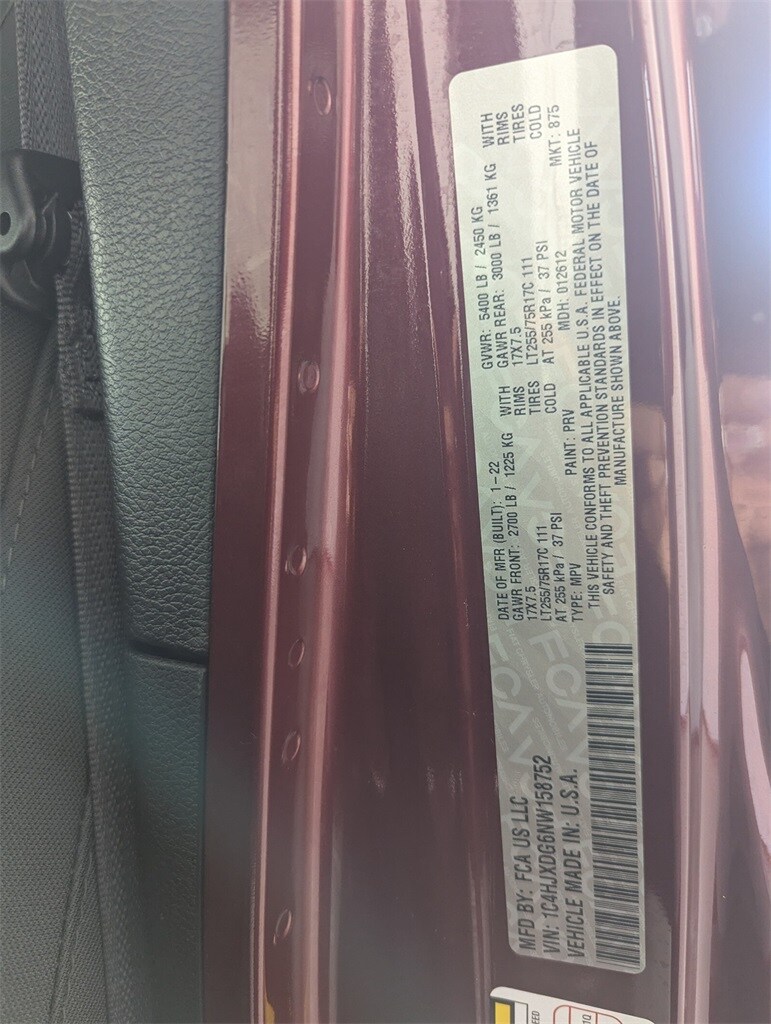 MFD BY: FCA US LLC
VIN: 1C4HJXDG6NW158752
VEHICLE MADE IN: U.S.A.
DATE OF MFR (BUILT): 1-22 GVWR: 5400 LB / 2450 KG
GAWR FRONT: 2700 LB / 1225 KG WITH GAWR REAR: 3000 LB / 1361 KG WITH
17X7.5 RIMS 17X7.5 RIMS
LT255/75R17C 111 TIRES LT255/75R17C 111 TIRES
AT 255 kPa / 37 PSI COLD AT 255 kPa / 37 PSI COLD
TYPE: MPV PAINT: PRV MDH: 012612 MKT: 875
THIS VEHICLE CONFORMS TO ALL APPLICABLE U.S.A. FEDERAL MOTOR VEHICLE
SAFETY AND THEFT PREVENTION STANDARDS IN EFFECT ON THE DATE OF
MANUFACTURE SHOWN ABOVE.